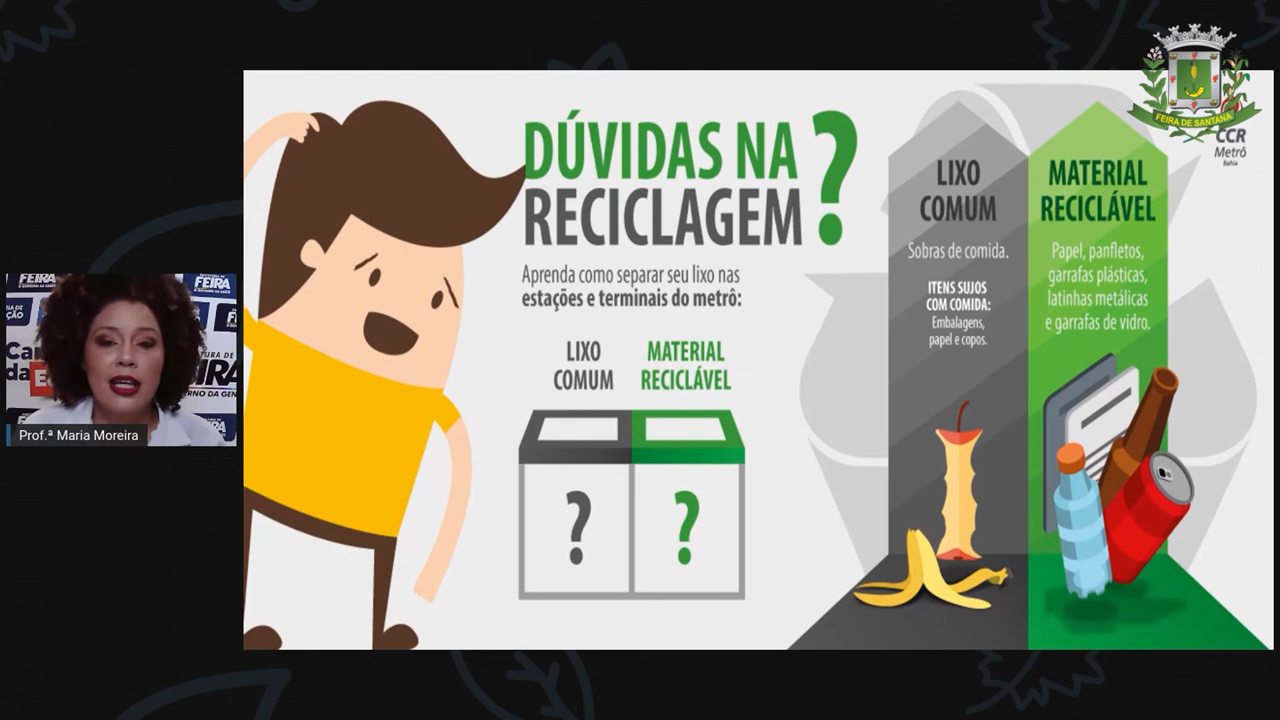 DÚVIDAS NA
RECICLAGEM?
Aprenda como separar seu lixo nas
estações e terminais do metrô:
LIXO
COMUM
MATERIAL
RECICLÁVEL
?
?
LIXO
COMUM
Sobras de comida.
ITENS SUJOS
COM COMIDA:
Embalagens,
papel e copos.
MATERIAL
RECICLÁVEL
Papel, panfletos,
garrafas plásticas,
latinhas metálicas
e garrafas de vidro.
FEIRA DE SANTANA
CCR
Metrô
Bahia
FEIRA
Prof.ª Maria Moreira